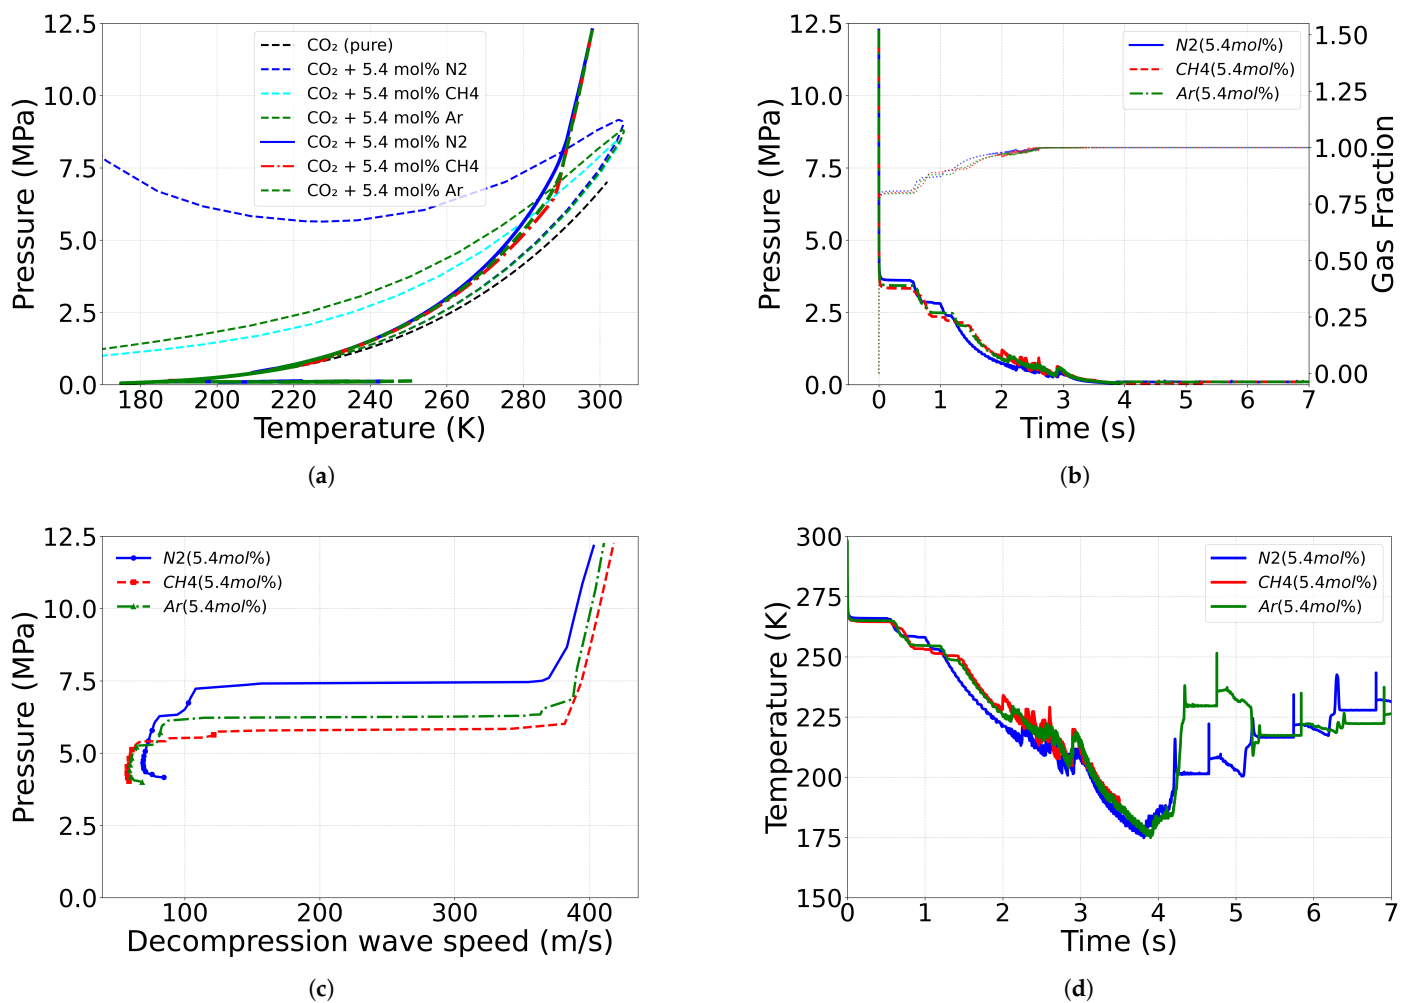 12.5
10.0
7.5
5.0
2.5
0.0
Pressure (MPa)
CO₂ (pure)
CO₂ + 5.4 mol% N2
CO₂ + 5.4 mol% CH4
CO₂ + 5.4 mol% Ar
CO₂ + 5.4 mol% N2
CO₂ + 5.4 mol% CH4
CO₂ + 5.4 mol% Ar
180 200 220 240 260 280 300
Temperature (K)
(a)
12.5
10.0
7.5
5.0
2.5
0.0
Pressure (MPa)
N2(5.4mol%)
CH4(5.4mol%)
Ar(5.4mol%)
1.50
1.25
1.00
0.75
0.50
0.25
0.00
Gas Fraction
0 1 2 3 4 5 6 7
Time (s)
(b)
12.5
10.0
7.5
5.0
2.5
0.0
Pressure (MPa)
N2(5.4mol%)
CH4(5.4mol%)
Ar(5.4mol%)
100 200 300 400
Decompression wave speed (m/s)
(c)
300
275
250
225
200
175
150
Temperature (K)
N2(5.4mol%)
CH4(5.4mol%)
Ar(5.4mol%)
0 1 2 3 4 5 6 7
Time (s)
(d)